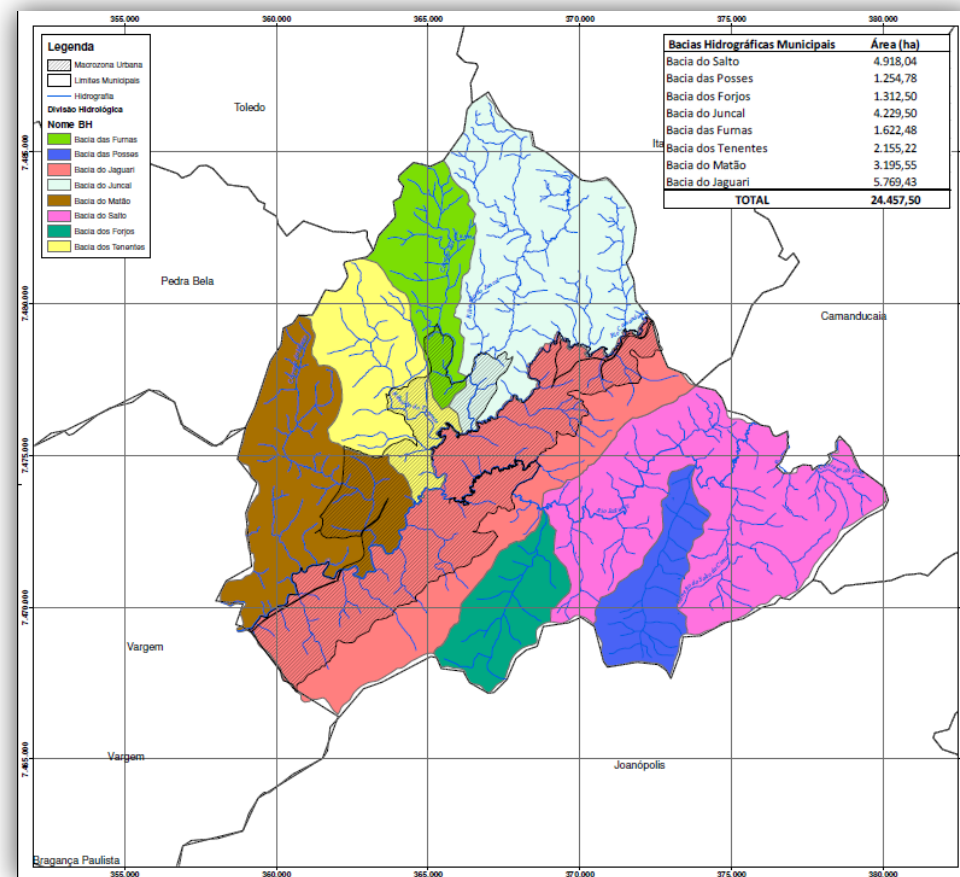 355.000 360.000 365.000 370.000 375.000 380.000
Legenda
Macrozona Urbana
Limites Municipais
Hidrografia
Divisão Hidrológica
Nome BH
Bacia das Furnas
Bacia das Posses
Bacia do Jaguari
Bacia do Juncal
Bacia do Matão
Bacia do Salto
Bacia dos Forjos
Bacia dos Tenentes
Bacias Hidrográficas Municipais Área (ha)
Bacia do Salto 4.918,04
Bacia das Posses 1.254,78
Bacia dos Forjos 1.312,50
Bacia do Juncal 4.229,50
Bacia das Furnas 1.622,48
Bacia dos Tenentes 2.155,22
Bacia do Matão 3.195,55
Bacia do Jaguari 5.769,43
TOTAL 24.457,50
Toledo
Ita
7.485.000
Pedra Bela
7.480.000
Camanducaia
7.475.000
7.470.000
Vargem
7.465.000
Vargem
Joanópolis
Bragança Paulista
355.000 360.000 365.000 370.000 375.000 380.000